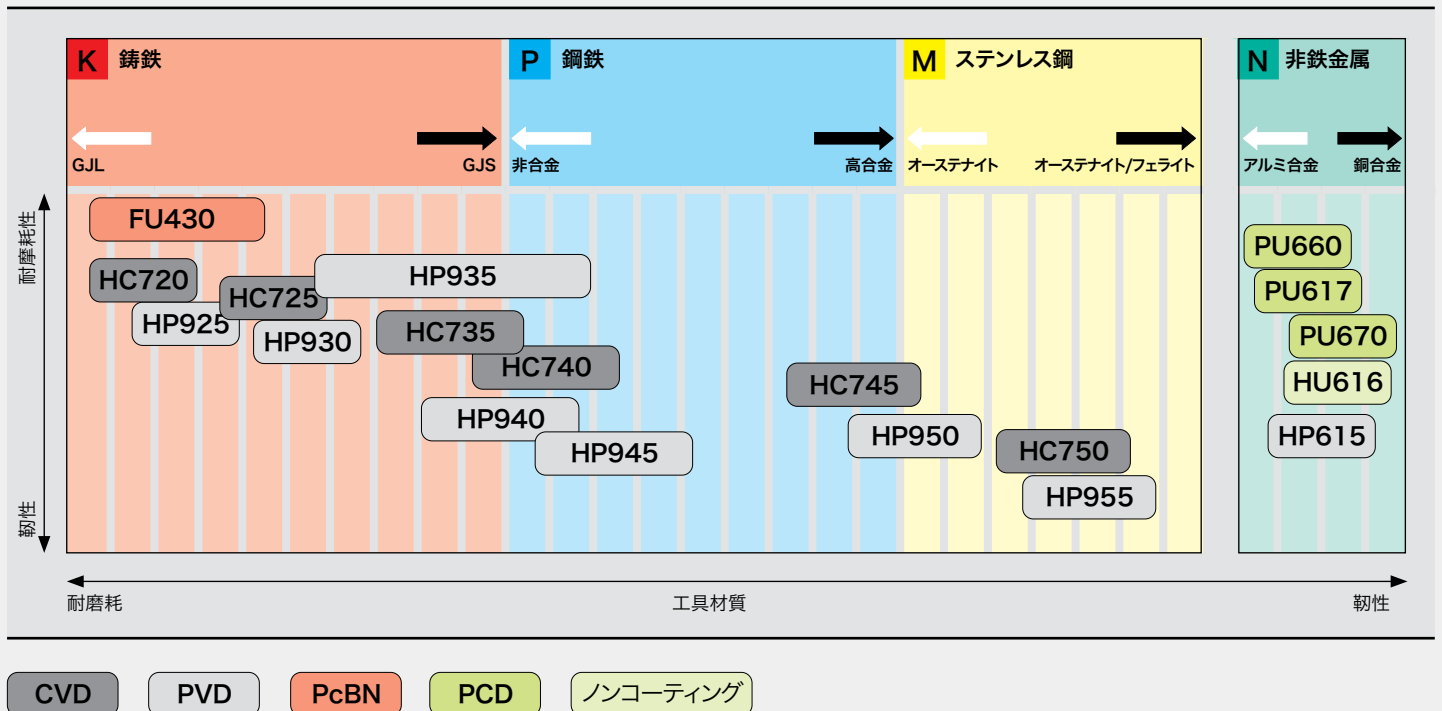 K 鋳鉄
P 鋼鉄
M ステンレス鋼
N 非鉄金属
GJL
GJS
非合金
高合金
オーステナイト
オーステナイト/フェライト
アルミ合金
銅合金
耐摩耗性
靭性
FU430
HC720
HP925
HC725
HP930
HP935
HC735
HC740
HP940
HP945
HC745
HP950
HC750
HP955
PU660
PU617
PU670
HU616
HP615
耐磨耗
工具材質
靭性
CVD
PVD
PcBN
PCD
ノンコーティング